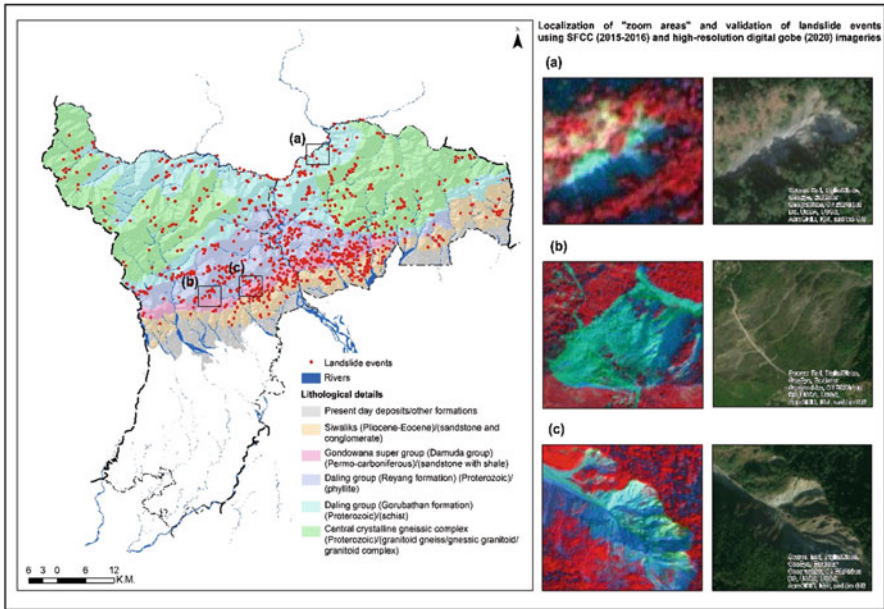 Localization of "zoom areas" and validation of landslide events
using SFCC (2015-2016) and high-resolution digital gobe (2020) imageries
(a)
(b)
(c)
(a)
(b)
(c)
Landslide events
Rivers
Lithological details
Present day deposits/other formations
Siwaliks (Pliocene-Eocene)/(sandstone and
conglomerate)
Gondowana super group (Damuda group)
(Permo-carboniferous)/(sandstone with shale)
Daling group (Reyang formation) (Proterozoic)/
(phyllite)
Daling group (Gorubathan formation)
(Proterozoic)/(schist)
Central crystalline gneissic complex
(Proterozoic)/(granitoid gneiss/gnessic granitoid/
granitoid complex)
6 3 0 6 12
K.M.